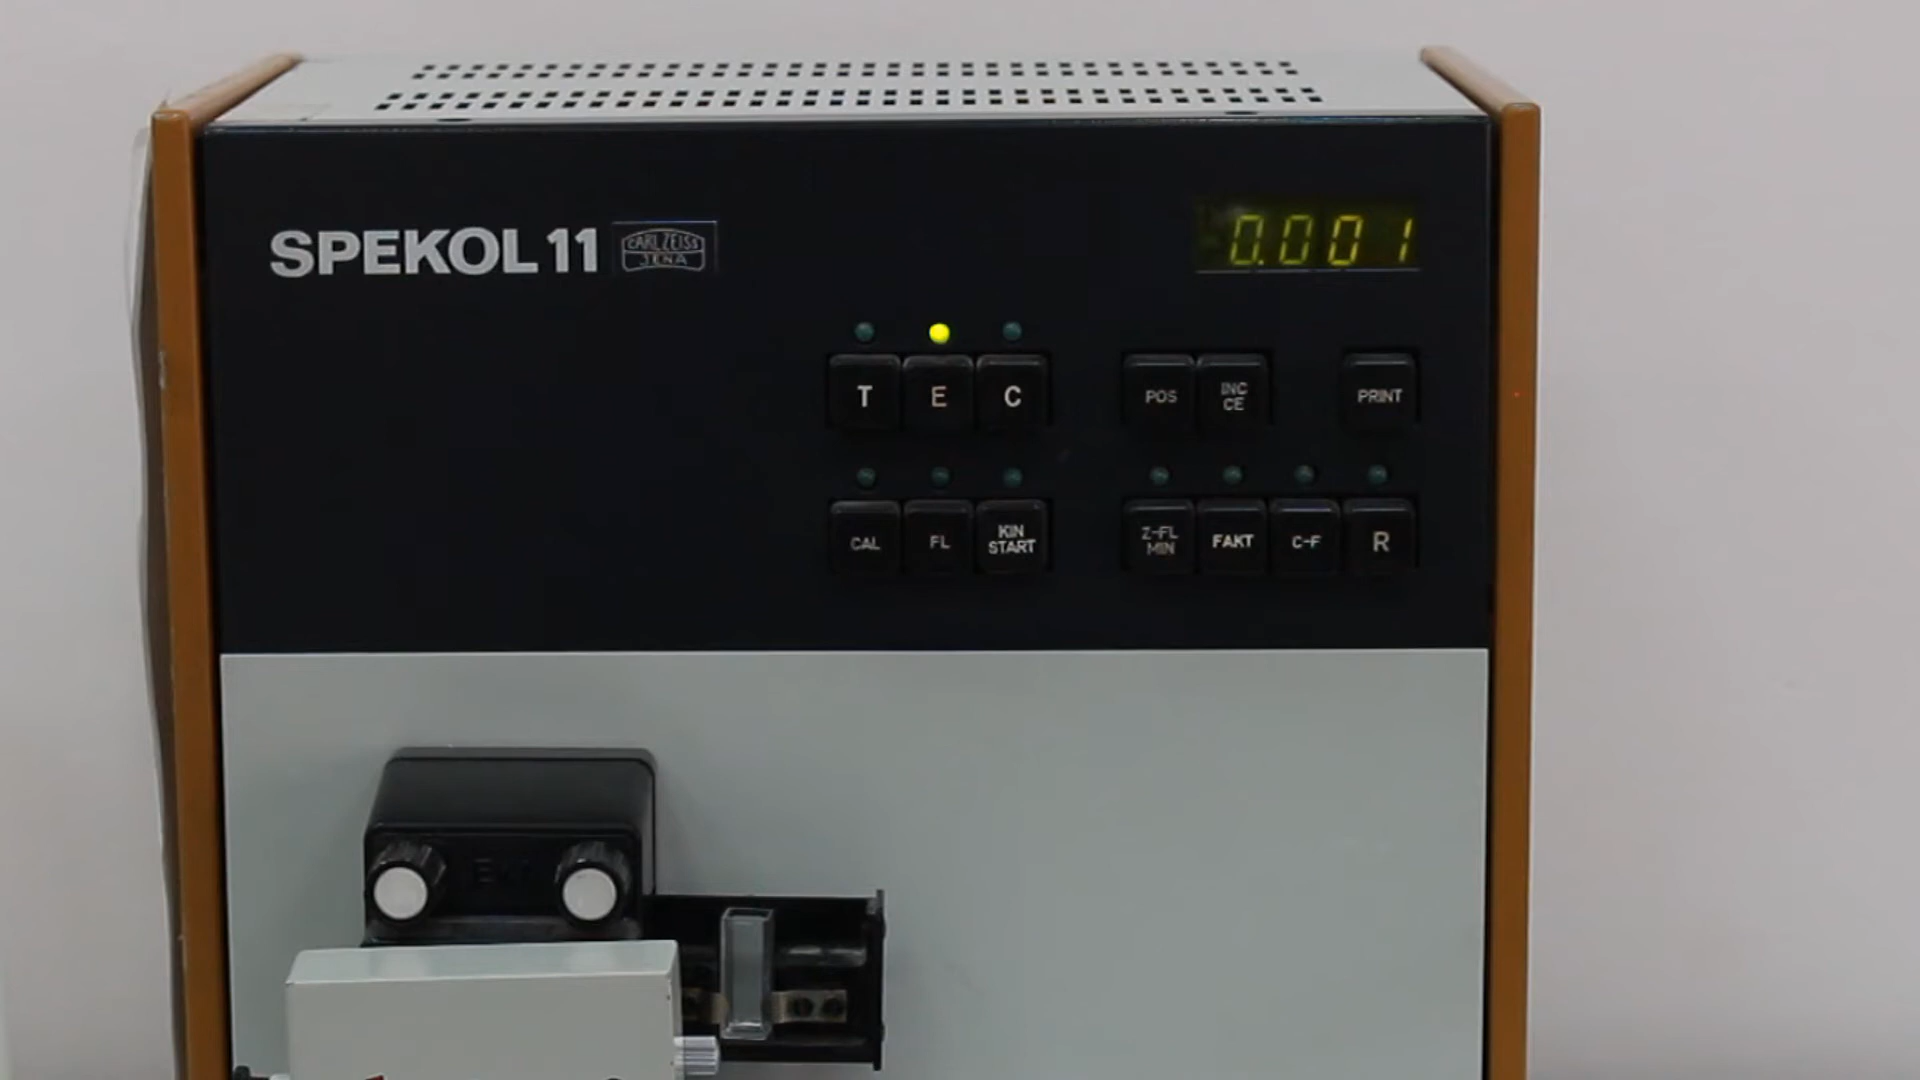 SPEKOL 11
CARL ZEISS
JENA
0.001
T E C
POS INC CE PRINT
CAL FL KIN START
Z-FL MIN FAKT C-F R